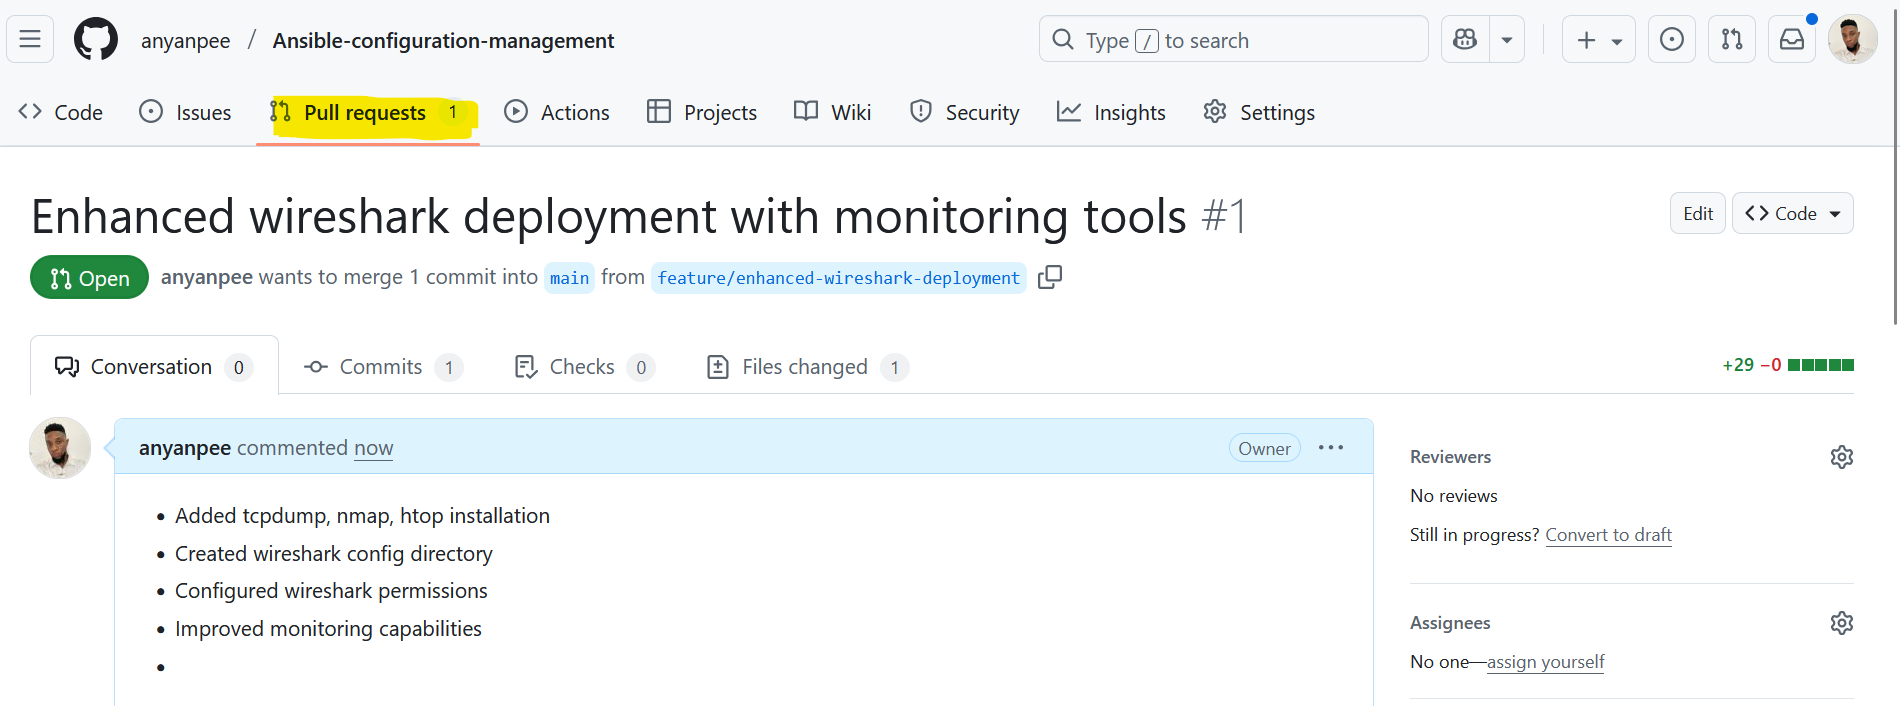 anyanpee / Ansible-configuration-management
Type / to search
Code
Issues
Pull requests 1
Actions
Projects
Wiki
Security
Insights
Settings
Enhanced wireshark deployment with monitoring tools #1
Edit
Code
Open
anyanpee wants to merge 1 commit into main from feature/enhanced-wireshark-deployment
Conversation 0
Commits 1
Checks 0
Files changed 1
+29 −0
anyanpee commented now
Owner
• Added tcpdump, nmap, htop installation
• Created wireshark config directory
• Configured wireshark permissions
• Improved monitoring capabilities
•
Reviewers
No reviews
Still in progress? Convert to draft
Assignees
No one—assign yourself